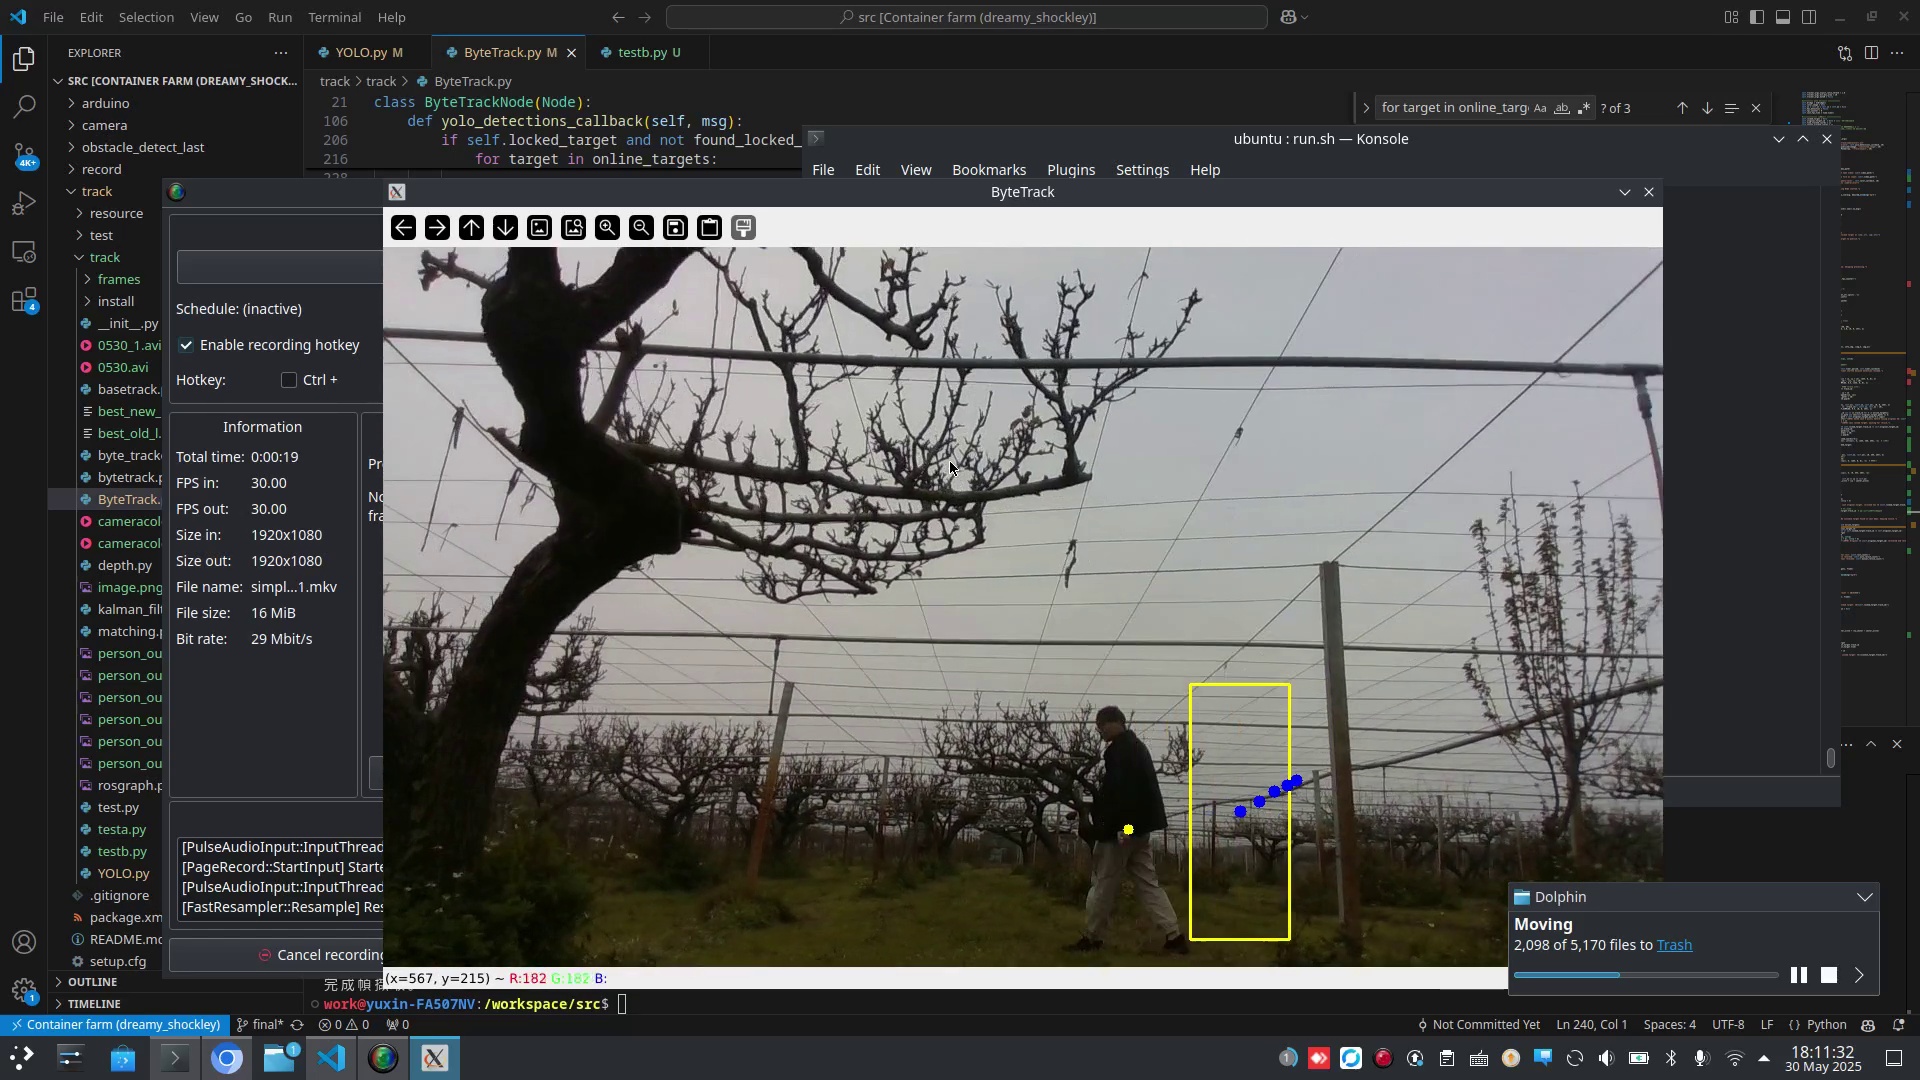 File Edit Selection View Go Run Terminal Help
src [Container farm (dreamy_shockley)]
EXPLORER
YOLO.py M
ByteTrack.py M
testb.py U
SRC [CONTAINER FARM (DREAMY_SHOCK...
track > track > ByteTrack.py
arduino
camera
obstacle_detect_last
record
track
resource
test
track
frames
install
__init__.py
0530_1.avi
0530.avi
basetrack.
best_new_
best_old_l.
byte_track
bytetrack.p
ByteTrack.
cameracol
cameracol
depth.py
image.png
kalman_filt
matching.p
person_ou
person_ou
person_ou
person_ou
person_ou
person_ou
rosgraph.p
test.py
testa.py
testb.py
YOLO.py
.gitignore
package.xm
README.md
setup.cfg
OUTLINE
TIMELINE
4K+
4
1
21 class ByteTrackNode(Node):
106 def yolo_detections_callback(self, msg):
206 if self.locked_target and not found_locked_
216 for target in online_targets:
for target in online_targ Aa ab ? of 3
ubuntu : run.sh — Konsole
File Edit View Bookmarks Plugins Settings Help
ByteTrack
Schedule: (inactive)
Enable recording hotkey
Hotkey: Ctrl +
Information
Total time: 0:00:19
FPS in: 30.00
FPS out: 30.00
Size in: 1920x1080
Size out: 1920x1080
File name: simpl...1.mkv
File size: 16 MiB
Bit rate: 29 Mbit/s
Pr
No
fra
[PulseAudioInput::InputThread
[PageRecord::StartInput] Starte
[PulseAudioInput::InputThread
[FastResampler::Resample] Res
Cancel recording
(x=567, y=215) ~ R:182 G:182 B:
work@yuxin-FA507NV:/workspace/src$
Dolphin
Moving
2,098 of 5,170 files to Trash
Container farm (dreamy_shockley) final* 0 0 0 Not Committed Yet Ln 240, Col 1 Spaces: 4 UTF-8 LF {} Python
1
1
18:11:32
30 May 2025